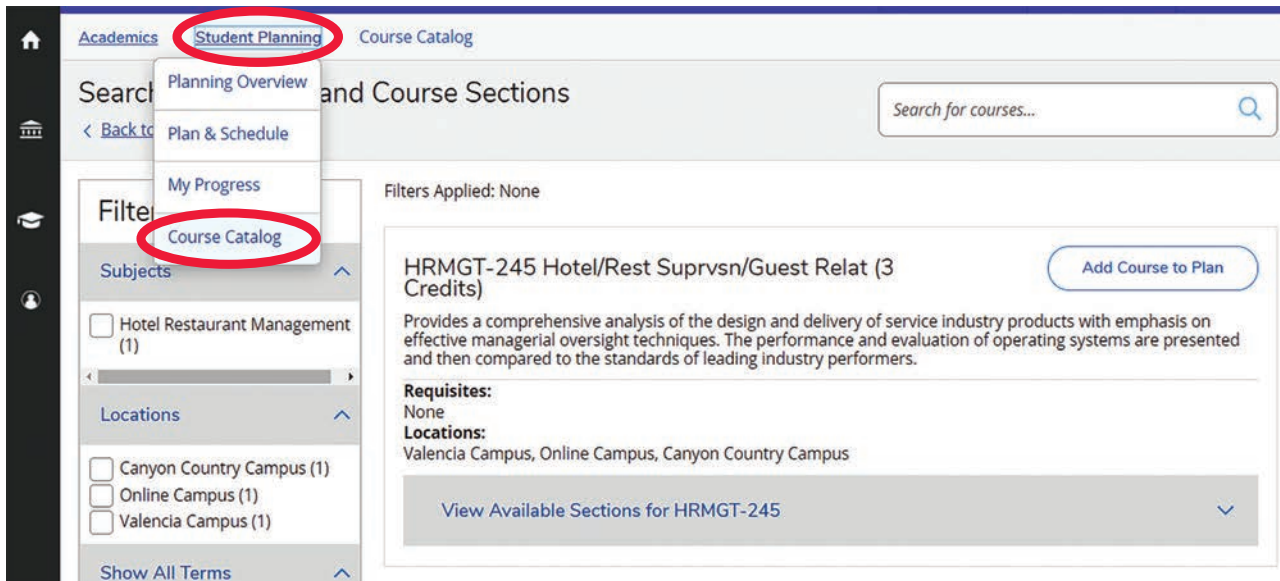 Academics Student Planning Course Catalog
Planning Overview
Plan & Schedule
My Progress
Course Catalog
Search and Course Sections
< Back to
Search for courses...
Subjects
Hotel Restaurant Management
(1)
Locations
Canyon Country Campus (1)
Online Campus (1)
Valencia Campus (1)
Show All Terms
Filters Applied: None
HRMGT-245 Hotel/Rest Suprvsn/Guest Relat (3
Credits)
Add Course to Plan
Provides a comprehensive analysis of the design and delivery of service industry products with emphasis on
effective managerial oversight techniques. The performance and evaluation of operating systems are presented
and then compared to the standards of leading industry performers.
Requisites:
None
Locations:
Valencia Campus, Online Campus, Canyon Country Campus
View Available Sections for HRMGT-245